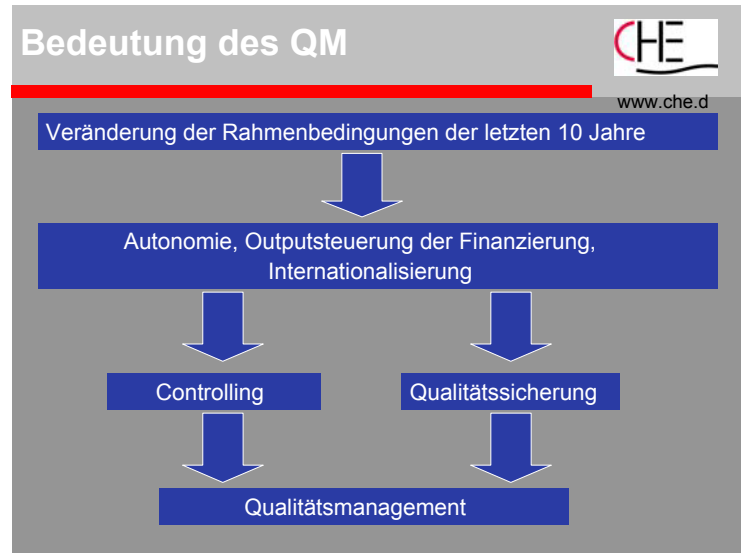 Bedeutung des QM
CHE
www.che.d
Veränderung der Rahmenbedingungen der letzten 10 Jahre
Autonomie, Outputsteuerung der Finanzierung,
Internationalisierung
Controlling
Qualitätssicherung
Qualitätsmanagement